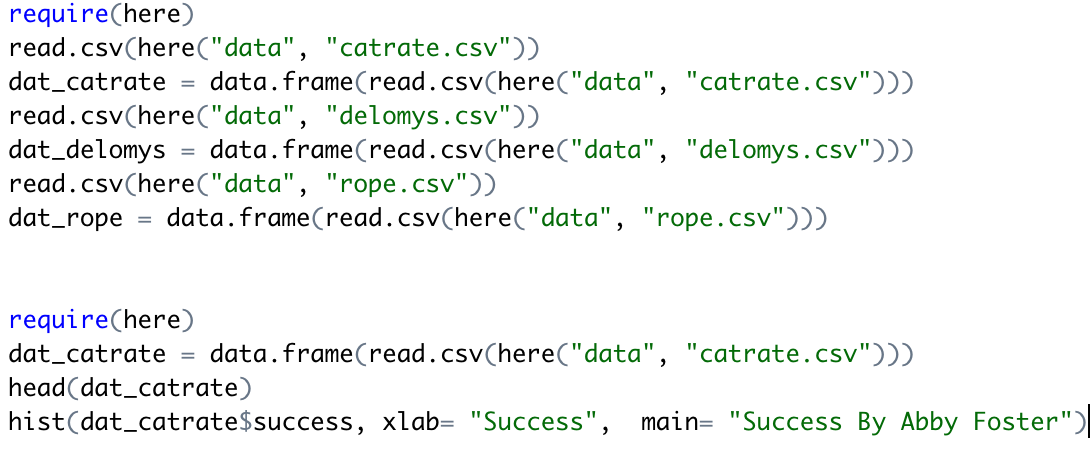 require(here)
read.csv(here("data", "catrate.csv"))
dat_catrate = data.frame(read.csv(here("data", "catrate.csv")))
read.csv(here("data", "delomys.csv"))
dat_delomys = data.frame(read.csv(here("data", "delomys.csv")))
read.csv(here("data", "rope.csv"))
dat_rope = data.frame(read.csv(here("data", "rope.csv")))
require(here)
dat_catrate = data.frame(read.csv(here("data", "catrate.csv")))
head(dat_catrate)
hist(dat_catrate$success, xlab= "Success",  main= "Success By Abby Foster")